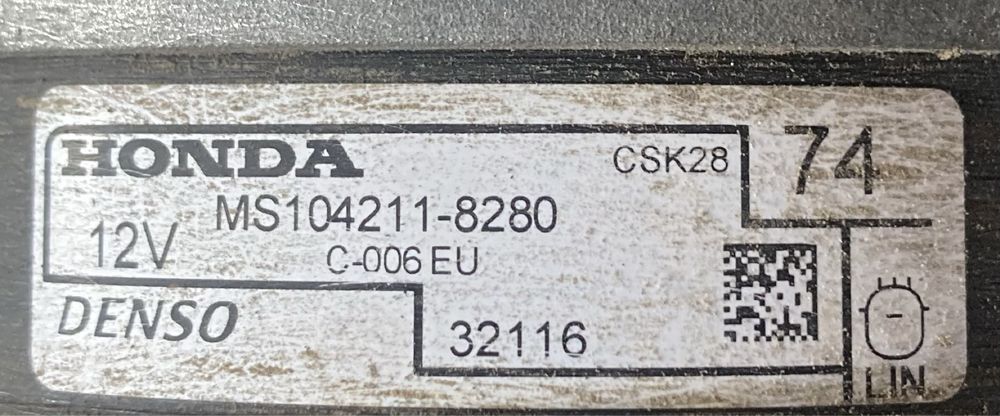 HONDA
CSK28
74
MS104211-8280
12V
C-006 EU
DENSO
32116
LIN